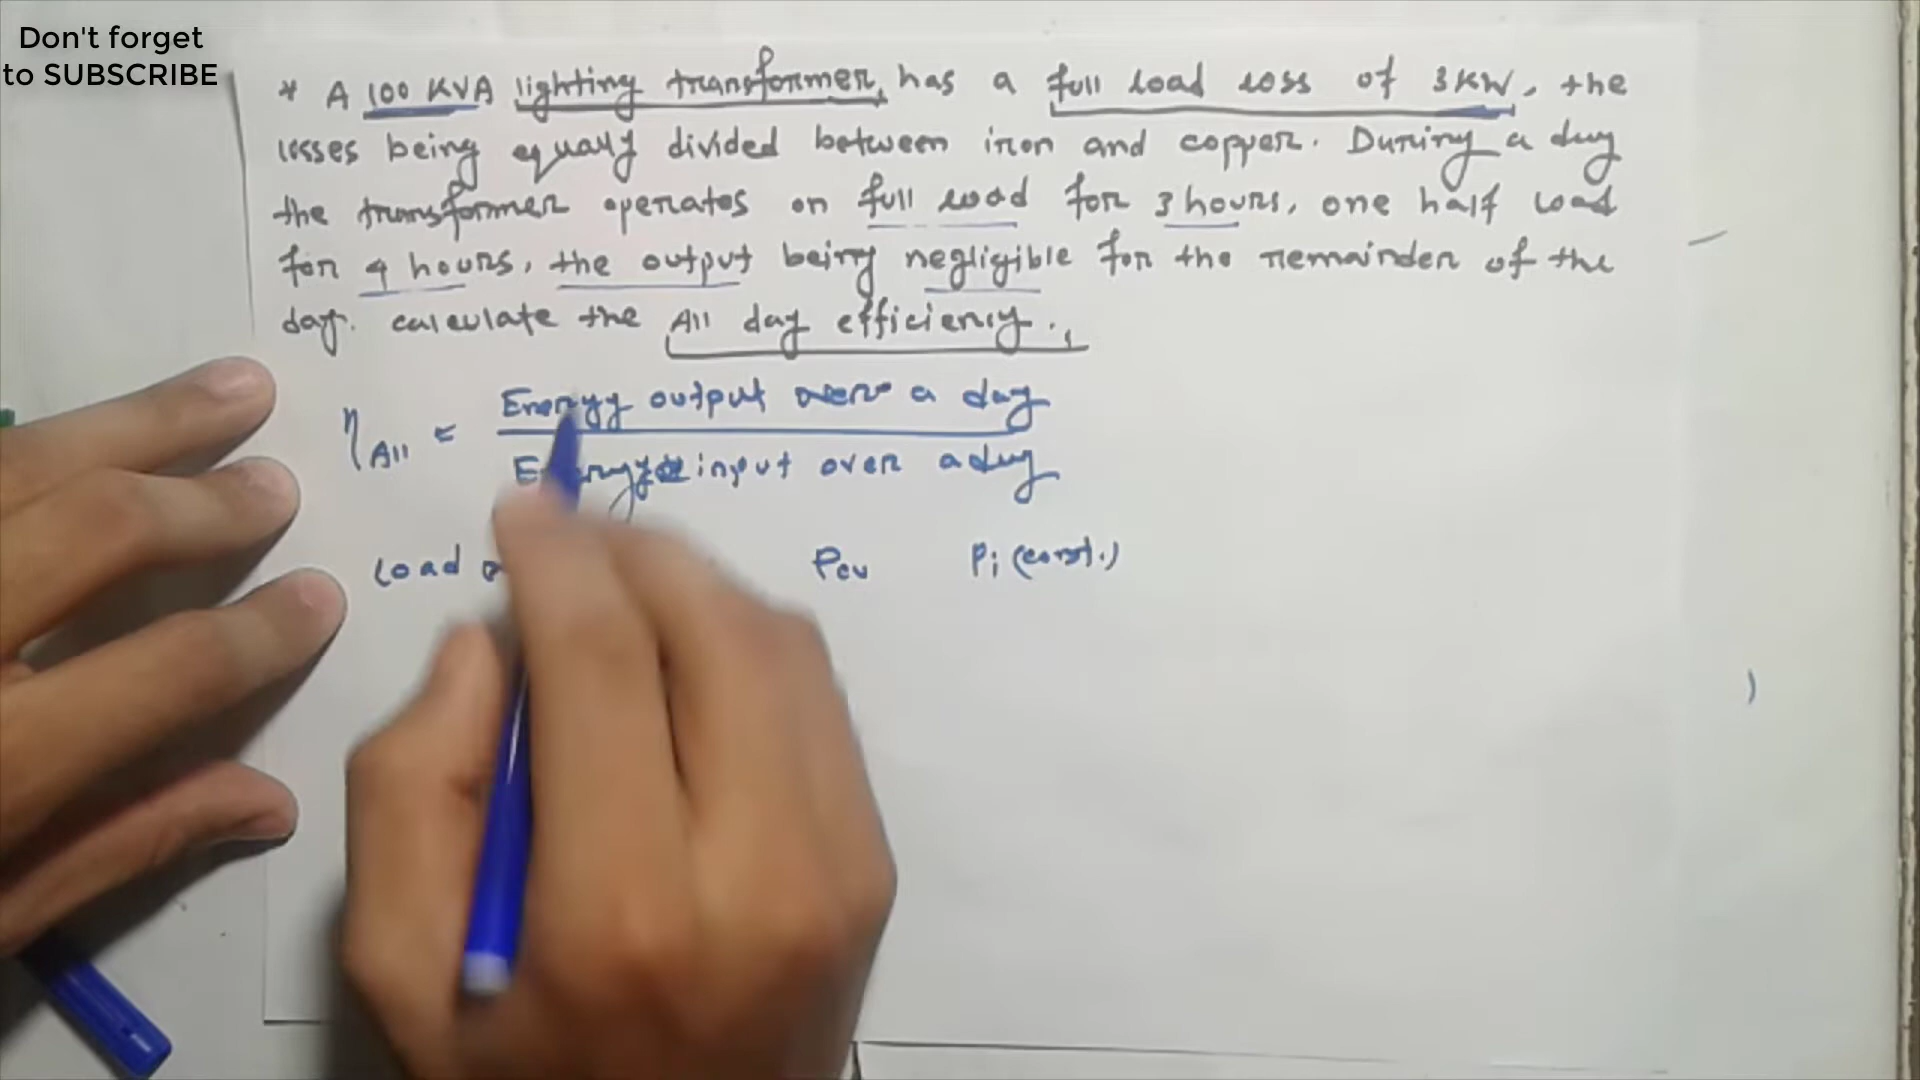 Don't forget
to SUBSCRIBE
* A 100 KVA lighting transformer, has a full load loss of 3KW, the
losses being equally divided between iron and copper. During a day
the transformer operates on full load for 3 hours, one half load
for 4 hours, the output being negligible for the remainder of the
day. calculate the All day efficiency.
η All = Energy output over a day
Energy input over a day
Load
Pcu
Pi (const.)